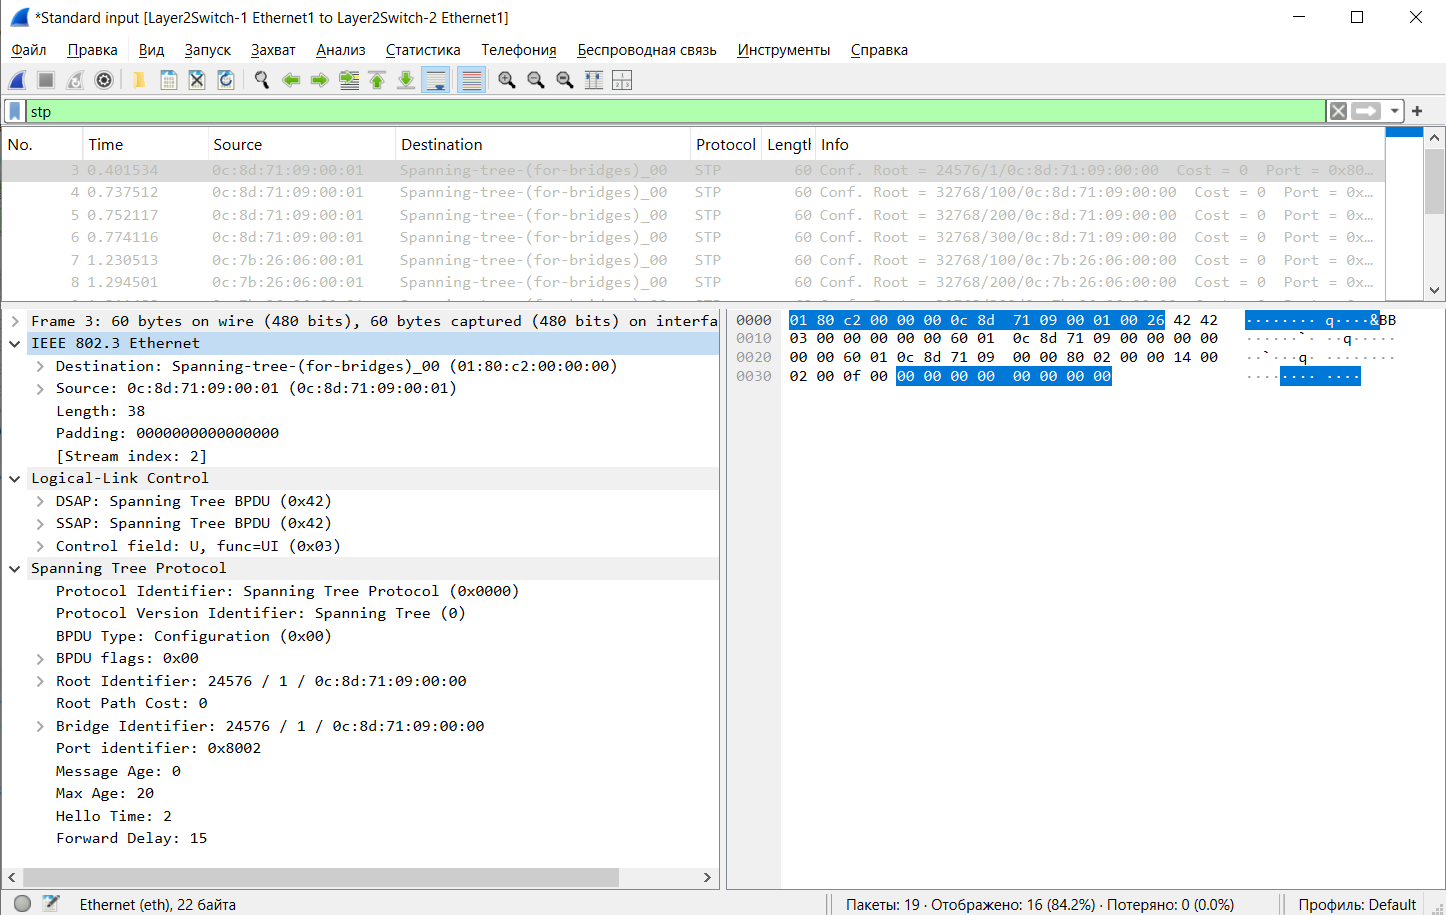 *Standard input [Layer2Switch-1 Ethernet1 to Layer2Switch-2 Ethernet1]
Файл Правка Вид Запуск Захват Анализ Статистика Телефония Беспроводная связь Инструменты Справка
stp
No. Time Source Destination Protocol Length Info
3 0.401534 0c:8d:71:09:00:01 Spanning-tree-(for-bridges)_00 STP 60 Conf. Root = 24576/1/0c:8d:71:09:00:00 Cost = 0 Port = 0x80…
4 0.737512 0c:8d:71:09:00:01 Spanning-tree-(for-bridges)_00 STP 60 Conf. Root = 32768/100/0c:8d:71:09:00:00 Cost = 0 Port = 0x…
5 0.752117 0c:8d:71:09:00:01 Spanning-tree-(for-bridges)_00 STP 60 Conf. Root = 32768/200/0c:8d:71:09:00:00 Cost = 0 Port = 0x…
6 0.774116 0c:8d:71:09:00:01 Spanning-tree-(for-bridges)_00 STP 60 Conf. Root = 32768/300/0c:8d:71:09:00:00 Cost = 0 Port = 0x…
7 1.230513 0c:7b:26:06:00:01 Spanning-tree-(for-bridges)_00 STP 60 Conf. Root = 32768/100/0c:7b:26:06:00:00 Cost = 0 Port = 0x…
8 1.294501 0c:7b:26:06:00:01 Spanning-tree-(for-bridges)_00 STP 60 Conf. Root = 32768/200/0c:7b:26:06:00:00 Cost = 0 Port = 0x…
Frame 3: 60 bytes on wire (480 bits), 60 bytes captured (480 bits) on interfa
IEEE 802.3 Ethernet
Destination: Spanning-tree-(for-bridges)_00 (01:80:c2:00:00:00)
Source: 0c:8d:71:09:00:01 (0c:8d:71:09:00:01)
Length: 38
Padding: 0000000000000000
[Stream index: 2]
Logical-Link Control
DSAP: Spanning Tree BPDU (0x42)
SSAP: Spanning Tree BPDU (0x42)
Control field: U, func=UI (0x03)
Spanning Tree Protocol
Protocol Identifier: Spanning Tree Protocol (0x0000)
Protocol Version Identifier: Spanning Tree (0)
BPDU Type: Configuration (0x00)
BPDU flags: 0x00
Root Identifier: 24576 / 1 / 0c:8d:71:09:00:00
Root Path Cost: 0
Bridge Identifier: 24576 / 1 / 0c:8d:71:09:00:00
Port identifier: 0x8002
Message Age: 0
Max Age: 20
Hello Time: 2
Forward Delay: 15
0000 01 80 c2 00 00 00 0c 8d 71 09 00 01 00 26 42 42 ········ q····&BB
0010 03 00 00 00 00 00 60 01 0c 8d 71 09 00 00 00 00 ······`· ··q·····
0020 00 00 60 01 0c 8d 71 09 00 00 80 02 00 00 14 00 ··`···q· ········
0030 02 00 0f 00 00 00 00 00 00 00 00 00 ········ ····
Ethernet (eth), 22 байта
Пакеты: 19 · Отображено: 16 (84.2%) · Потеряно: 0 (0.0%)
Профиль: Default